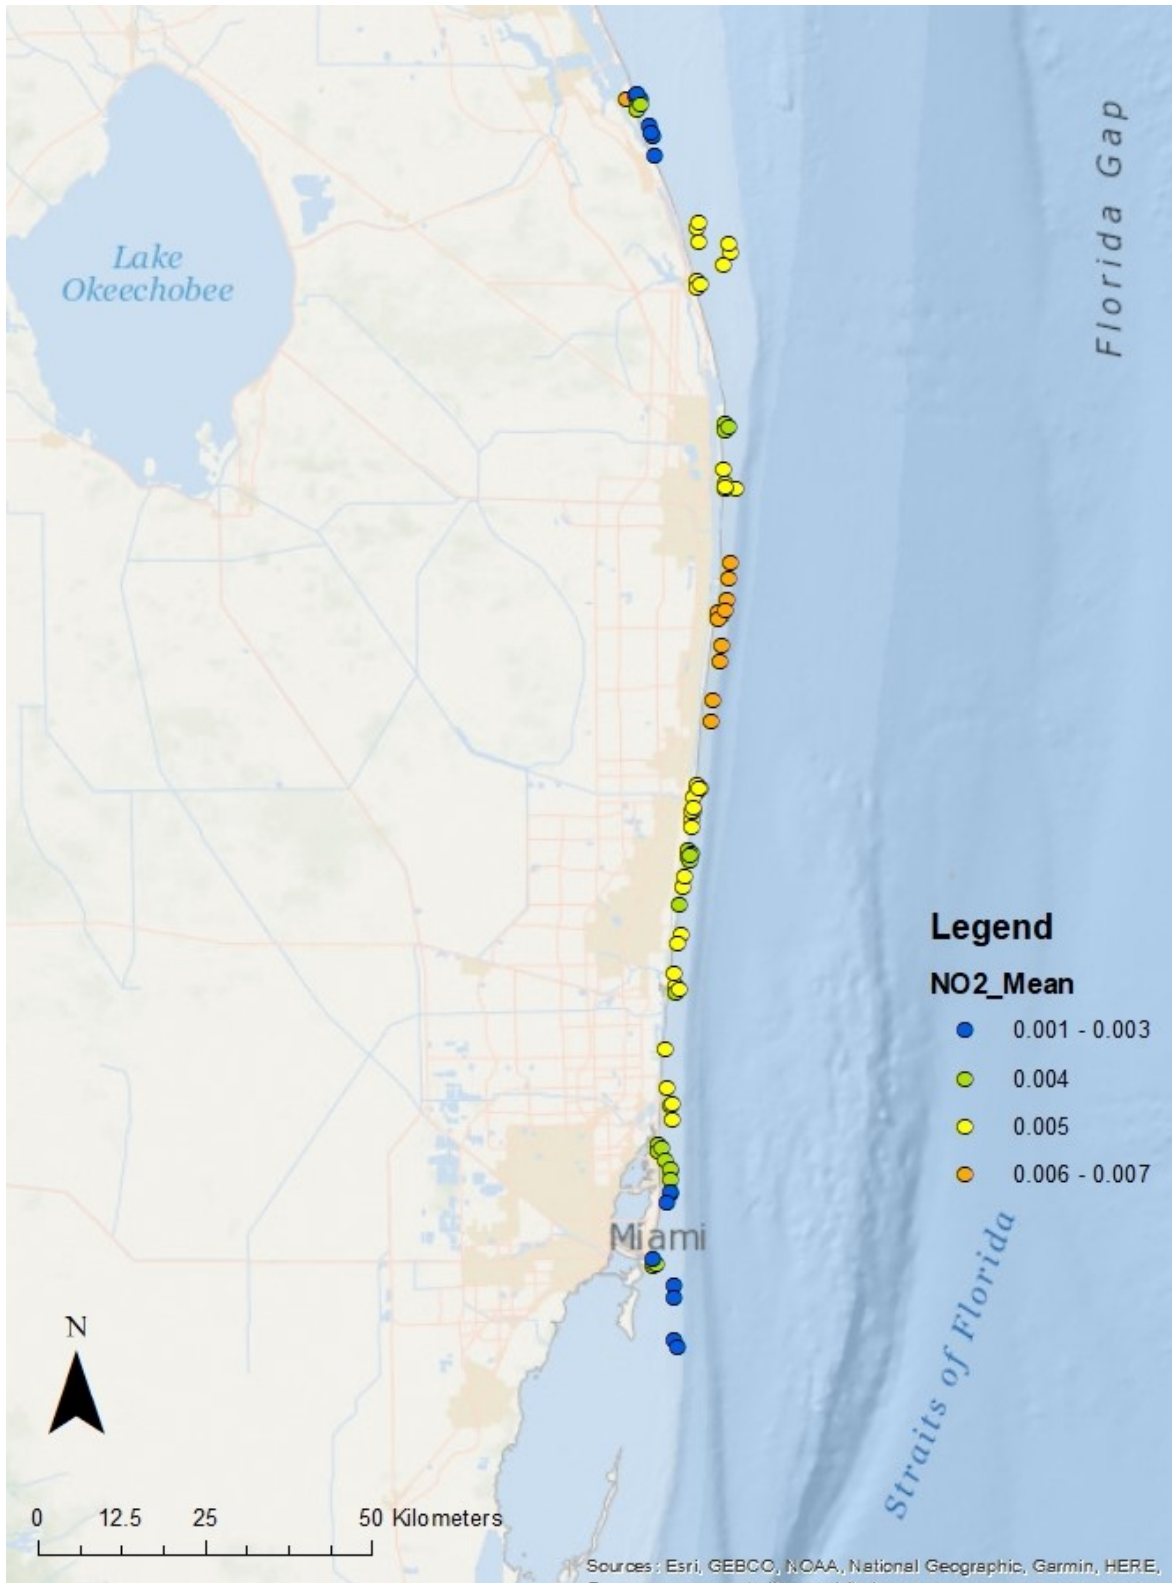 Florida Gap
Lake
Okeechobee
Legend
NO2_Mean
0.001 - 0.003
0.004
0.005
0.006 - 0.007
Miami
Straits of Florida
N
0 12.5 25 50 Kilometers
Sources: Esri, GEBCO, NOAA, National Geographic, Garmin, HERE,